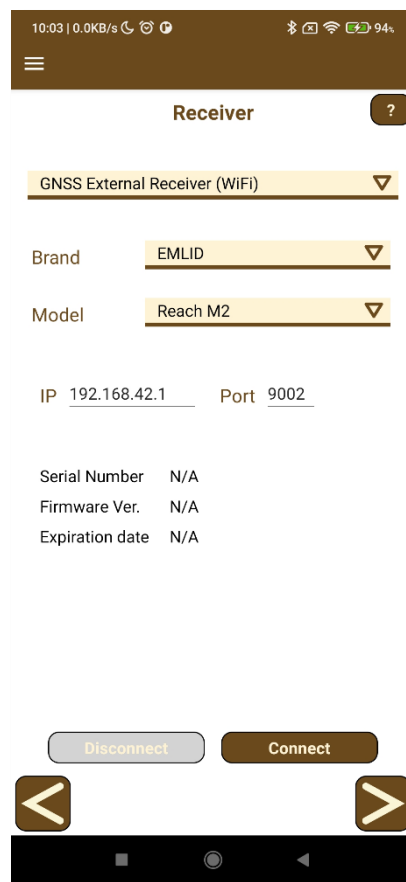 10:03 | 0.0KB/s 94%
Receiver ?
GNSS External Receiver (WiFi)
Brand EMLID
Model Reach M2
IP 192.168.42.1 Port 9002
Serial Number N/A
Firmware Ver. N/A
Expiration date N/A
Disconnect Connect
< >